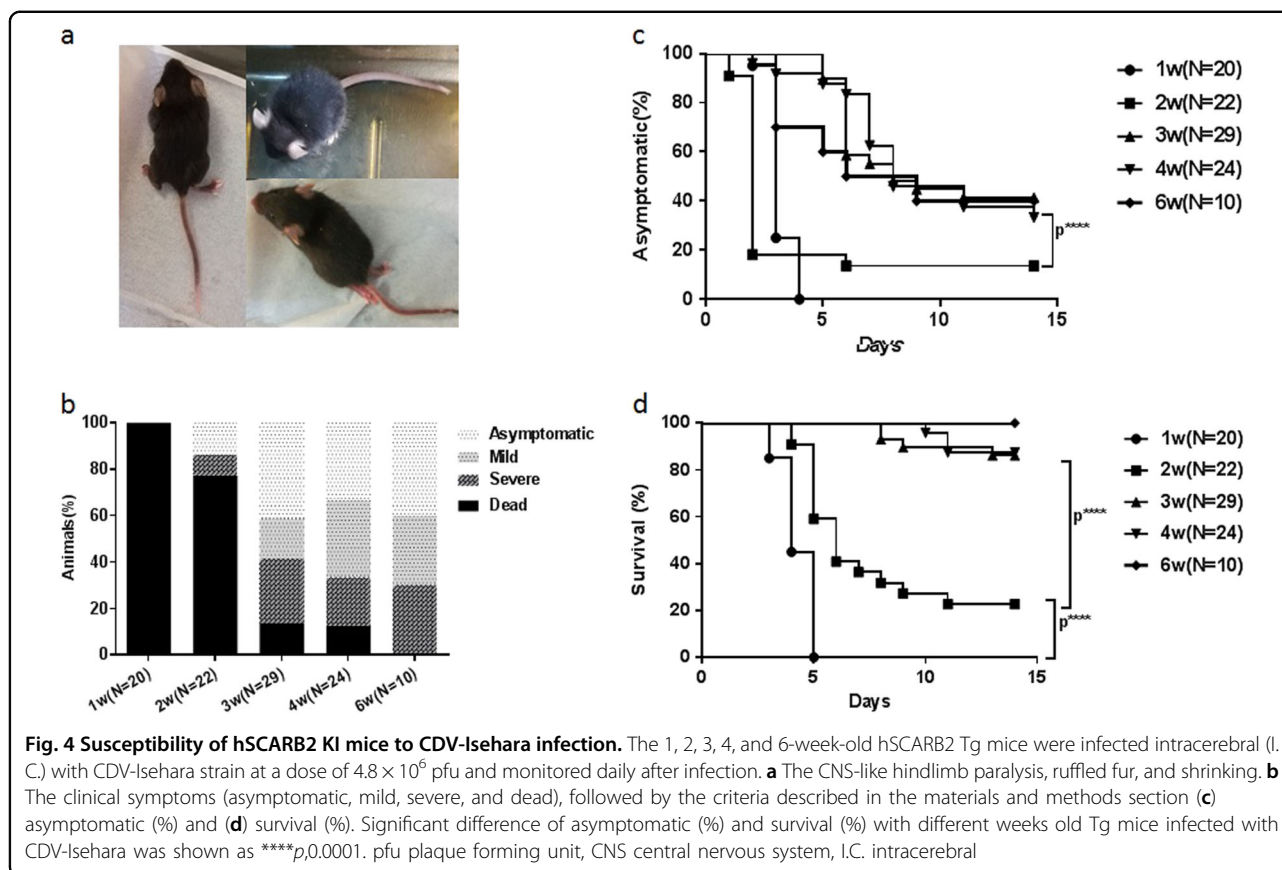 a
c
100
80
60
40
20
0
Asymptomatic(%)
0
5
10
15
Days
p****
1w(N=20)
2w(N=22)
3w(N=29)
4w(N=24)
6w(N=10)
b
100
80
60
40
20
0
Animals(%)
1w(N=20)
2w(N=22)
3w(N=29)
4w(N=24)
6w(N=10)
Asymptomatic
Mild
Severe
Dead
d
100
80
60
40
20
0
Survival (%)
0
5
10
15
Days
p****
p****
1w(N=20)
2w(N=22)
3w(N=29)
4w(N=24)
6w(N=10)
Fig. 4 Susceptibility of hSCARB2 KI mice to CDV-Isehara infection. The 1, 2, 3, 4, and 6-week-old hSCARB2 Tg mice were infected intracerebral (I.
C.) with CDV-Isehara strain at a dose of 4.8 × 10⁶ pfu and monitored daily after infection. a The CNS-like hindlimb paralysis, ruffled fur, and shrinking. b
The clinical symptoms (asymptomatic, mild, severe, and dead), followed by the criteria described in the materials and methods section (c)
asymptomatic (%) and (d) survival (%). Significant difference of asymptomatic (%) and survival (%) with different weeks old Tg mice infected with
CDV-Isehara was shown as ****p,0.0001. pfu plaque forming unit, CNS central nervous system, I.C. intracerebral